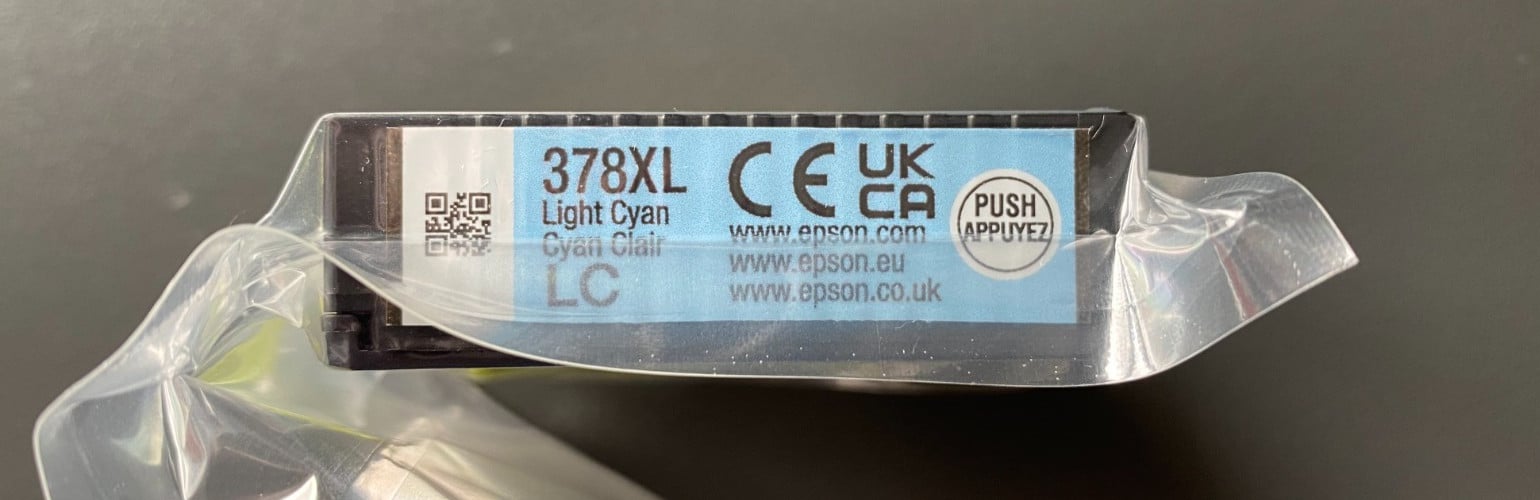 378XL
Light Cyan
Cyan Clair
LC
CE
UK
CA
www.epson.com
www.epson.eu
www.epson.co.uk
PUSH
APPUYEZ